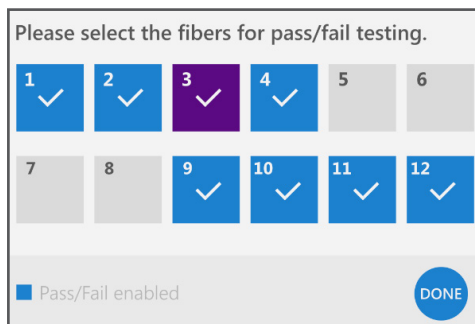 Please select the fibers for pass/fail testing.
1 2 3 4 5 6
7 8 9 10 11 12
Pass/Fail enabled
DONE